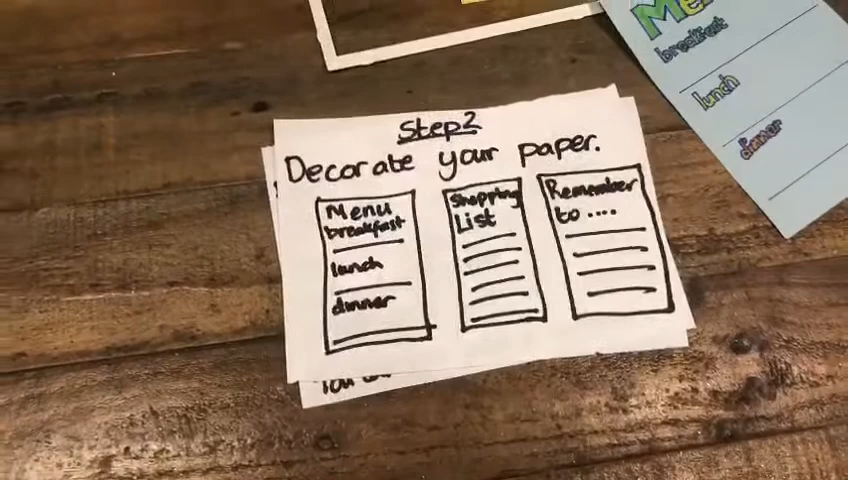 Step 2
Decorate your paper.
Menu
breakfast
lunch
dinner
Shopping
List
Remember
to ....
breakfast
lunch
dinner